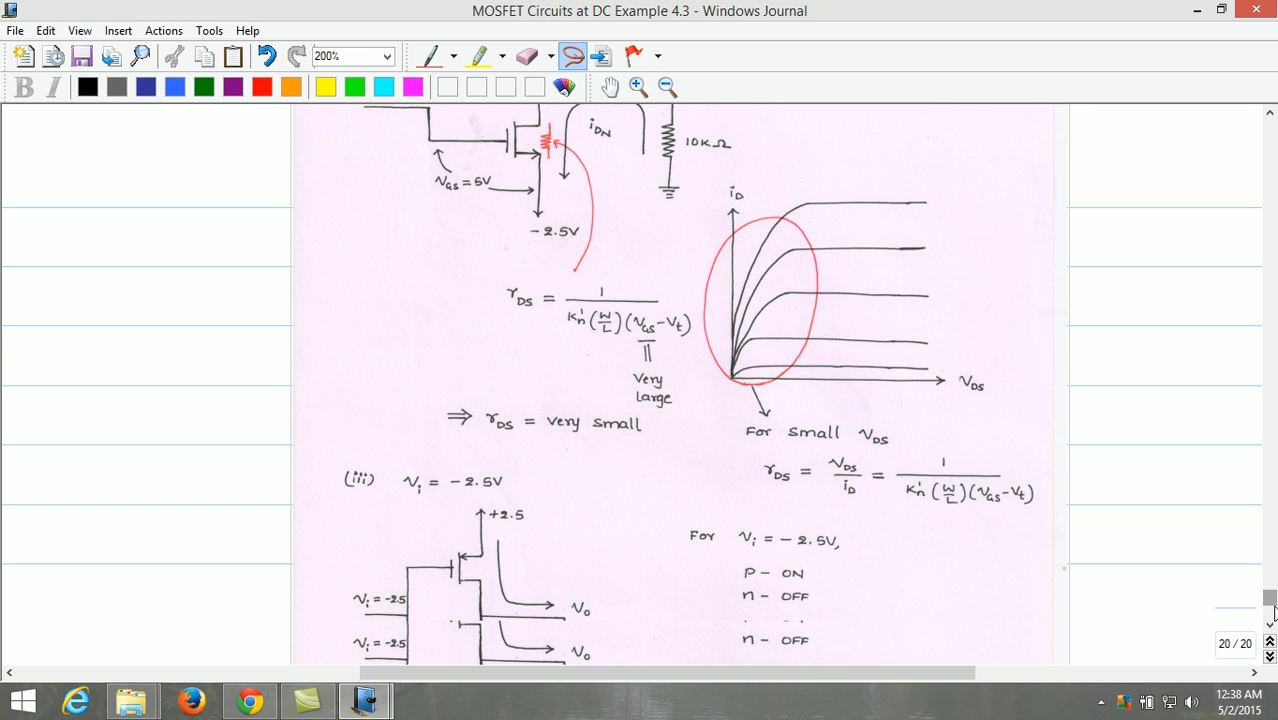 MOSFET Circuits at DC Example 4.3 - Windows Journal
File Edit View Insert Actions Tools Help
200%
B I
iDN
10KΩ
VGS = 5V
- 2.5V
iD
VDS
rDS = 1 / Kn' (W/L) (VGS - Vt)
Very
large
⇒ rDS = very small
For small VDS
rDS = VDS / iD = 1 / Kn' (W/L) (VGS - Vt)
(iii) Vi = - 2.5V
+2.5
Vi = -2.5
Vo
Vi = -2.5
Vo
For Vi = - 2.5V,
P - ON
n - OFF
n - OFF
20 / 20
12:38 AM
5/2/2015